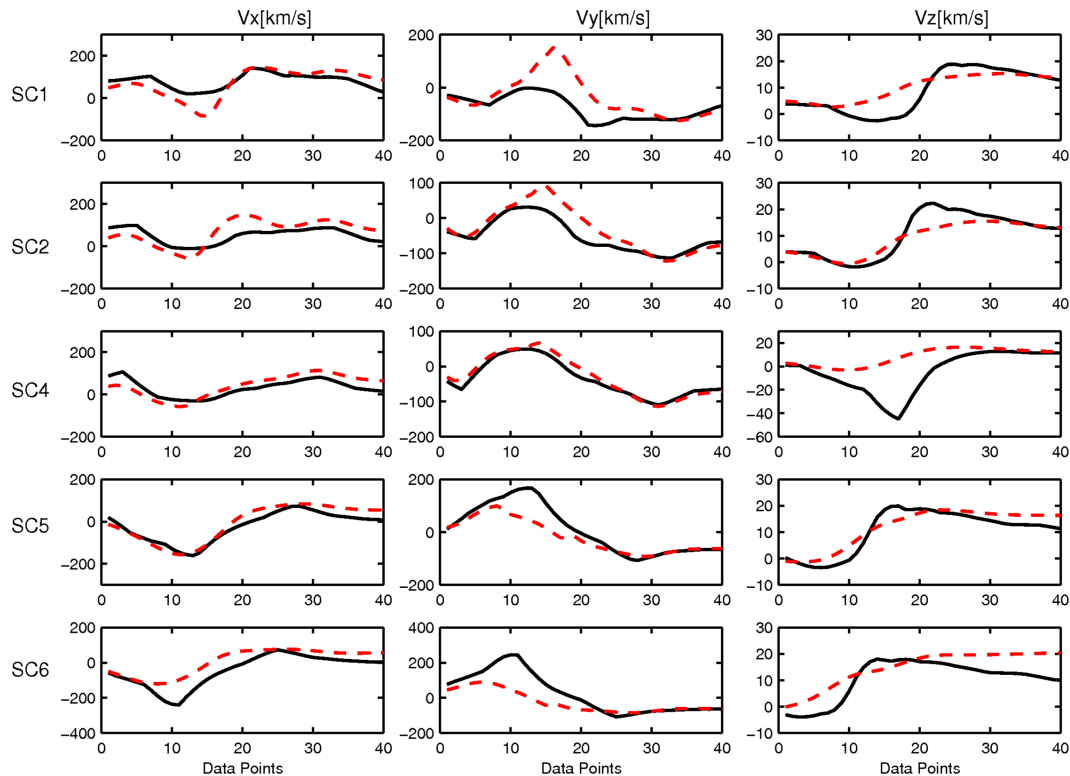 Vx[km/s] Vy[km/s] Vz[km/s]
SC1
200 0 −200
0 10 20 30 40
200 100 0 −100 −200
0 10 20 30 40
30 20 10 0 −10
0 10 20 30 40
SC2
200 0 −200
0 10 20 30 40
100 0 −100 −200
0 10 20 30 40
30 20 10 0 −10
0 10 20 30 40
SC4
200 0 −200
0 10 20 30 40
100 0 −100 −200
0 10 20 30 40
20 0 −20 −40 −60
0 10 20 30 40
SC5
200 0 −200
0 10 20 30 40
200 0 −200
0 10 20 30 40
30 20 10 0 −10
0 10 20 30 40
SC6
200 0 −200 −400
0 10 20 30 40
400 200 0 −200
0 10 20 30 40
30 20 10 0 −10
0 10 20 30 40
Data Points Data Points Data Points